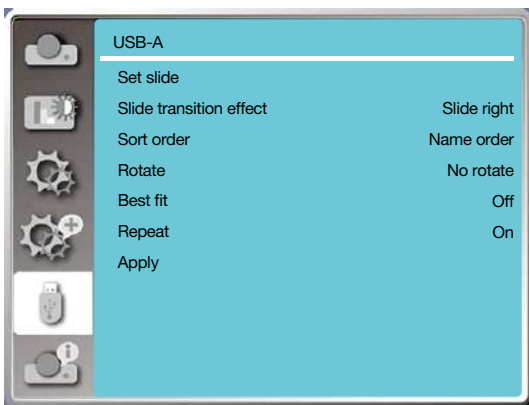 USB-A
Set slide
Slide transition effect Slide right
Sort order Name order
Rotate No rotate
Best fit Off
Repeat On
Apply